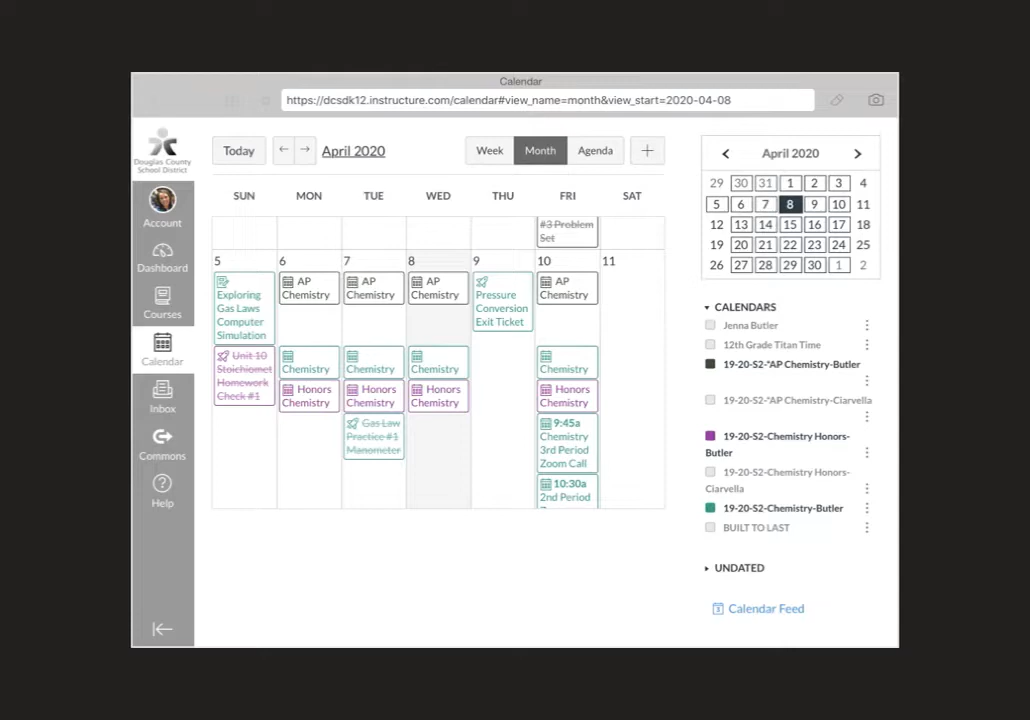 Calendar
https://dcsdk12.instructure.com/calendar#view_name=month&view_start=2020-04-08
Douglas County
School District
Account
Dashboard
Courses
Calendar
Inbox
Commons
Help
Today
← → April 2020
Week Month Agenda +
SUN MON TUE WED THU FRI SAT
#3 Problem
Set
5 6 7 8 9 10 11
Exploring
Gas Laws
Computer
Simulation
Unit 10
Stoichiomet
Homework
Check #1
AP
Chemistry
Chemistry
Honors
Chemistry
AP
Chemistry
Chemistry
Honors
Chemistry
Gas Law
Practice #1
Manometer
AP
Chemistry
Chemistry
Honors
Chemistry
Pressure
Conversion
Exit Ticket
AP
Chemistry
Chemistry
Honors
Chemistry
9:45a
Chemistry
3rd Period
Zoom Call
10:30a
2nd Period
April 2020
29 30 31 1 2 3 4
5 6 7 8 9 10 11
12 13 14 15 16 17 18
19 20 21 22 23 24 25
26 27 28 29 30 1 2
CALENDARS
Jenna Butler
12th Grade Titan Time
19-20-S2-*AP Chemistry-Butler
19-20-S2-*AP Chemistry-Ciarvella
19-20-S2-Chemistry Honors-
Butler
19-20-S2-Chemistry Honors-
Ciarvella
19-20-S2-Chemistry-Butler
BUILT TO LAST
UNDATED
Calendar Feed